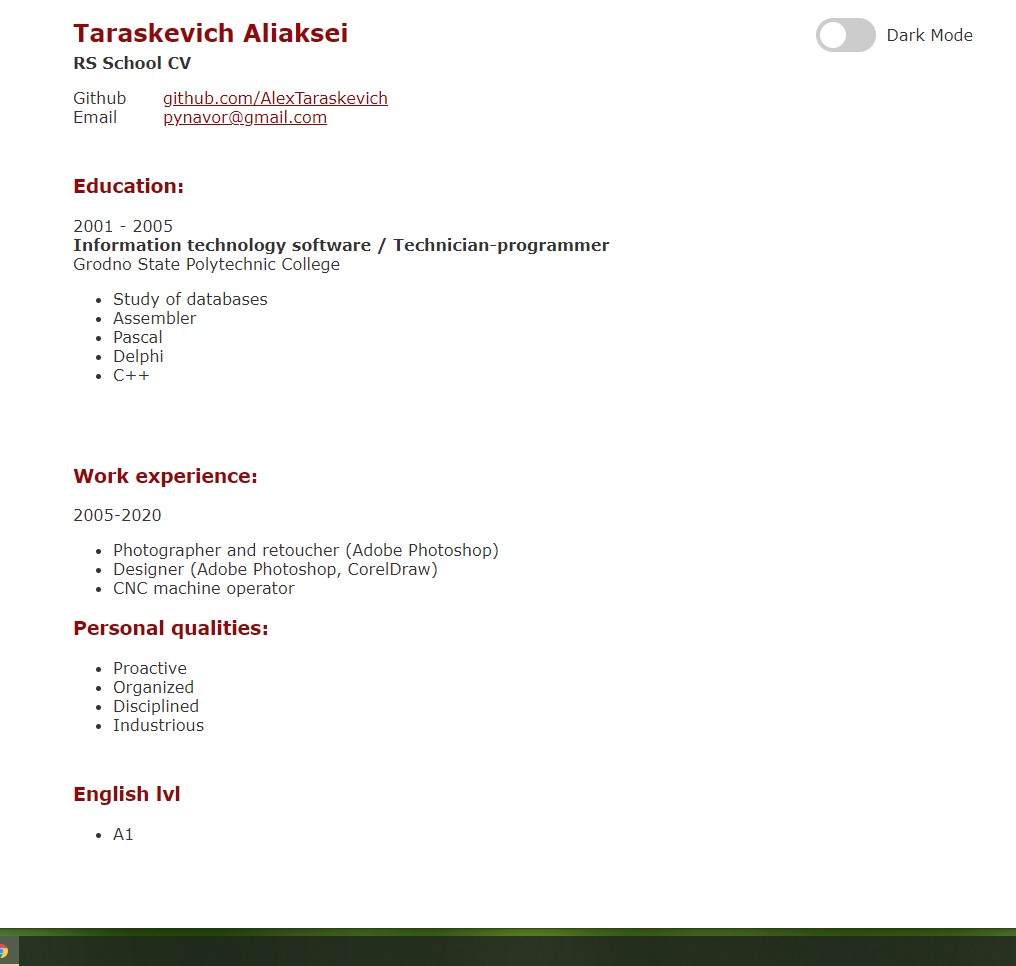 Taraskevich Aliaksei
Dark Mode
RS School CV
Github github.com/AlexTaraskevich
Email pynavor@gmail.com
Education:
2001 - 2005
Information technology software / Technician-programmer
Grodno State Polytechnic College
Study of databases
Assembler
Pascal
Delphi
C++
Work experience:
2005-2020
Photographer and retoucher (Adobe Photoshop)
Designer (Adobe Photoshop, CorelDraw)
CNC machine operator
Personal qualities:
Proactive
Organized
Disciplined
Industrious
English lvl
A1